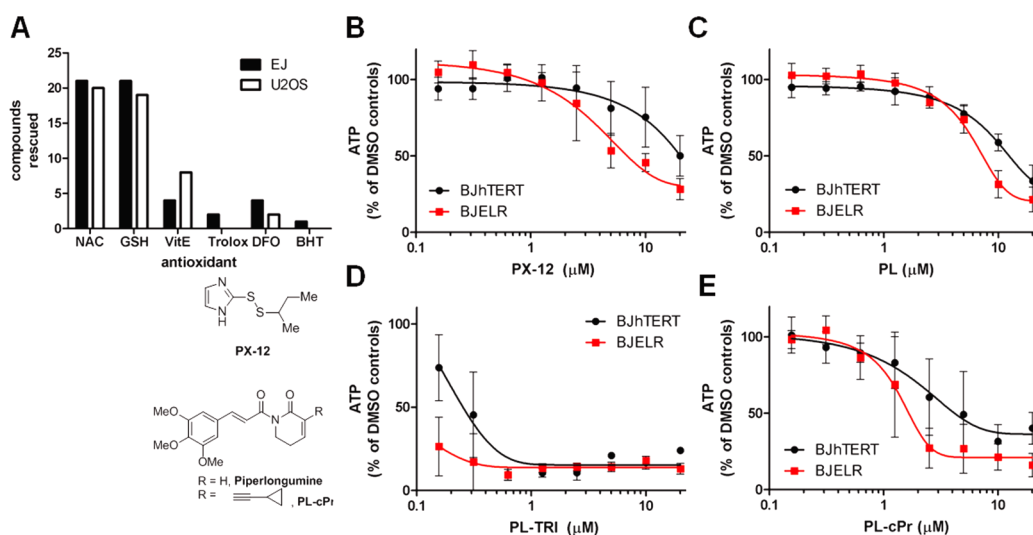 A
compounds
rescued
25
20
15
10
5
0
EJ
U2OS
NAC GSH VitE Trolox DFO BHT
antioxidant
N
N
H
S
S
Me
Me
PX-12
MeO
MeO
OMe
O
O
N
R
R = H, Piperlongumine
R = , PL-cPr
B
ATP
(% of DMSO controls)
100
50
0
BJhTERT
BJELR
0.1 1 10
PX-12 (μM)
C
ATP
(% of DMSO controls)
100
50
0
BJhTERT
BJELR
0.1 1 10
PL (μM)
D
ATP
(% of DMSO controls)
100
50
0
BJhTERT
BJELR
0.1 1 10
PL-TRI (μM)
E
ATP
(% of DMSO controls)
100
50
0
BJhTERT
BJELR
0.1 1 10
PL-cPr (μM)